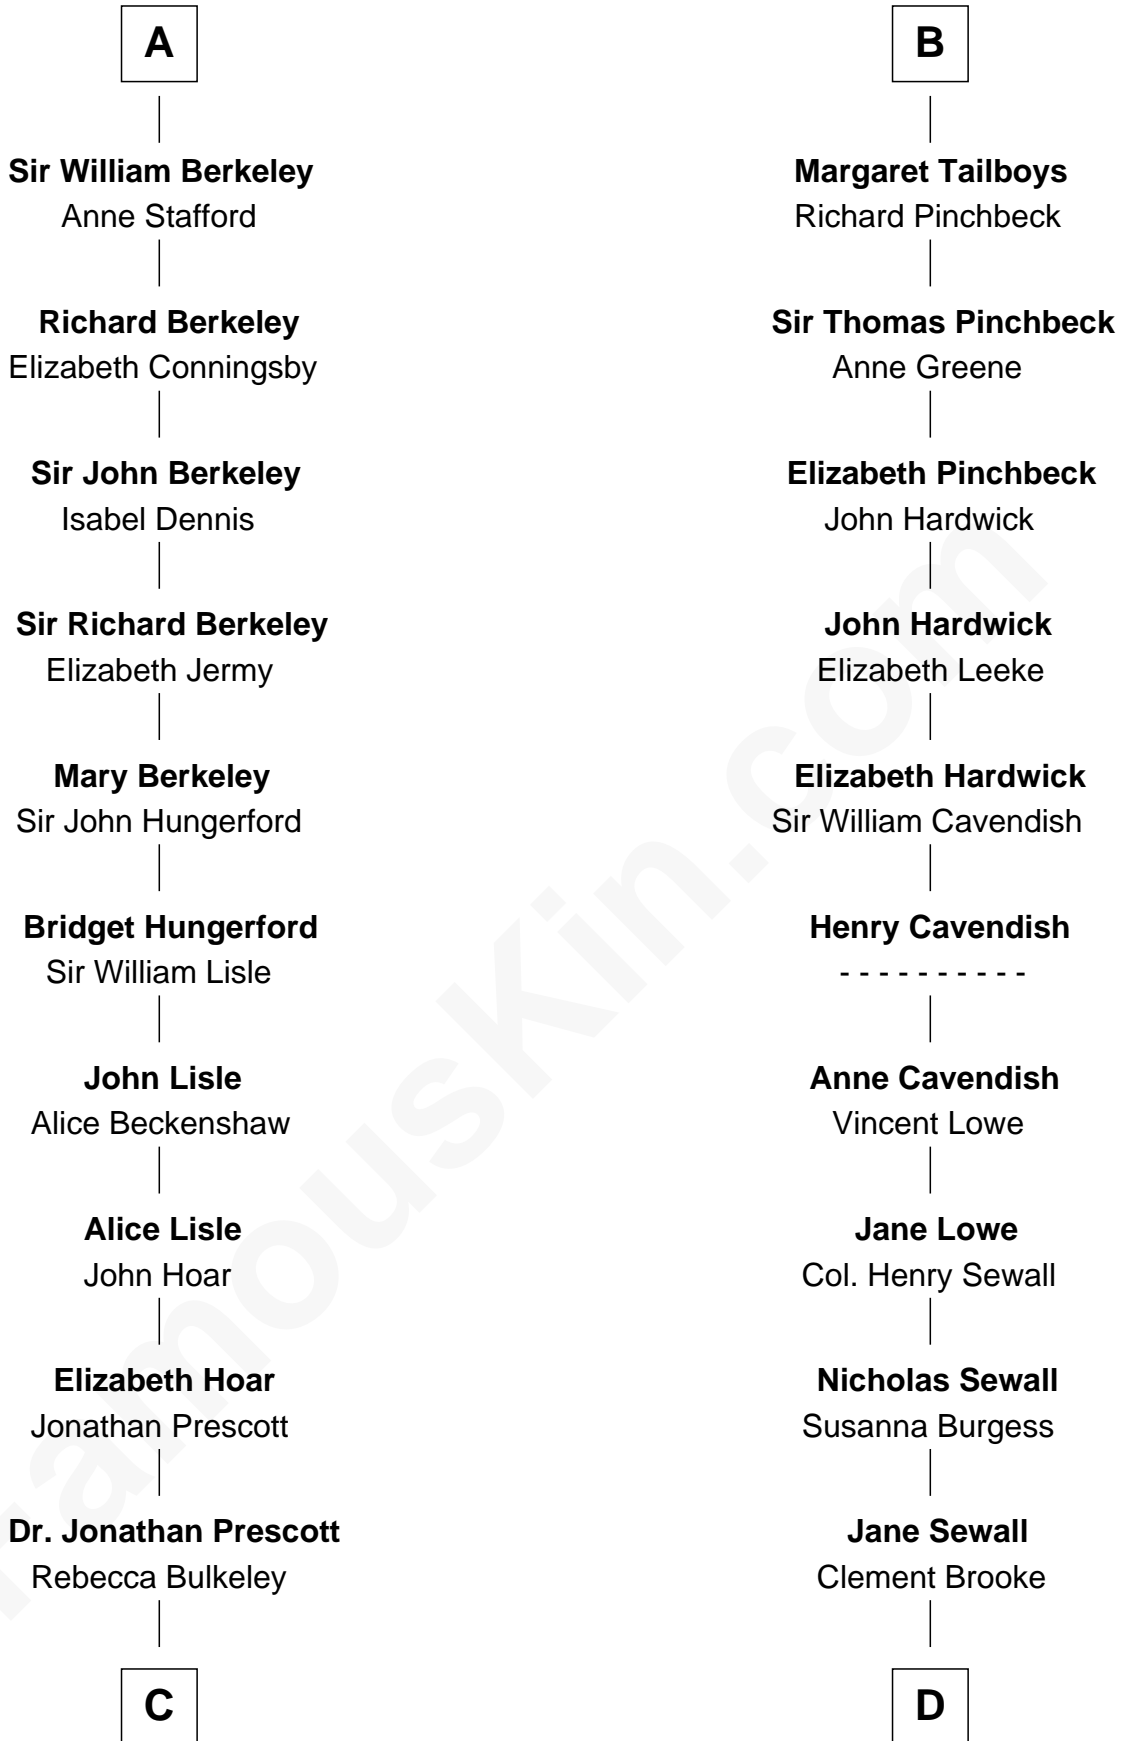 A
Sir William Berkeley
Anne Stafford
Richard Berkeley
Elizabeth Conningsby
Sir John Berkeley
Isabel Dennis
Sir Richard Berkeley
Elizabeth Jermy
Mary Berkeley
Sir John Hungerford
Bridget Hungerford
Sir William Lisle
John Lisle
Alice Beckenshaw
Alice Lisle
John Hoar
Elizabeth Hoar
Jonathan Prescott
Dr. Jonathan Prescott
Rebecca Bulkeley
C
B
Margaret Tailboys
Richard Pinchbeck
Sir Thomas Pinchbeck
Anne Greene
Elizabeth Pinchbeck
John Hardwick
John Hardwick
Elizabeth Leeke
Elizabeth Hardwick
Sir William Cavendish
Henry Cavendish
- - - - - - - - - -
Anne Cavendish
Vincent Lowe
Jane Lowe
Col. Henry Sewall
Nicholas Sewall
Susanna Burgess
Jane Sewall
Clement Brooke
D
FamousKin.com